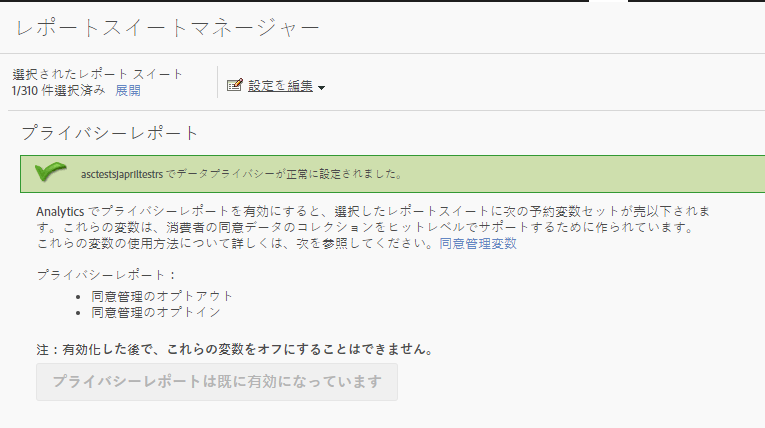 レポートスイートマネージャー
選択されたレポート スイート
1/310 件選択済み 展開
設定を編集
プライバシーレポート
asctestsjapriltestrs でデータプライバシーが正常に設定されました。
Analytics でプライバシーレポートを有効にすると、選択したレポートスイートに次の予約変数セットが売以下されま
す。これらの変数は、消費者の同意データのコレクションをヒットレベルでサポートするために作られています。
これらの変数の使用方法について詳しくは、次を参照してください。同意管理変数
プライバシーレポート：
• 同意管理のオプトアウト
• 同意管理のオプトイン
注：有効化した後で、これらの変数をオフにすることはできません。
プライバシーレポートは既に有効になっています